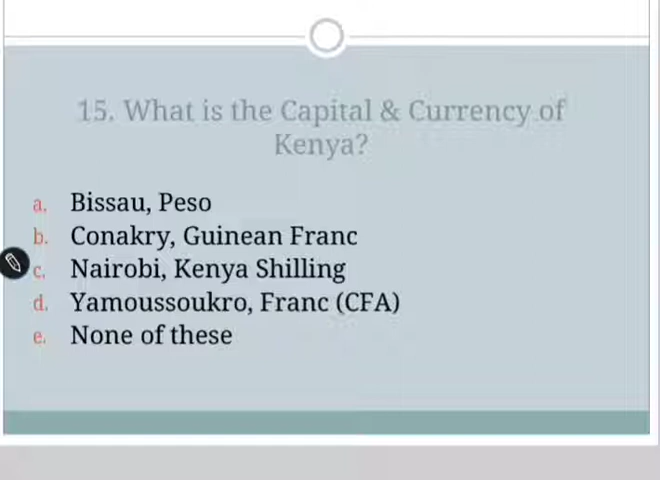 15. What is the Capital & Currency of
Kenya?
a. Bissau, Peso
b. Conakry, Guinean Franc
c. Nairobi, Kenya Shilling
d. Yamoussoukro, Franc (CFA)
e. None of these